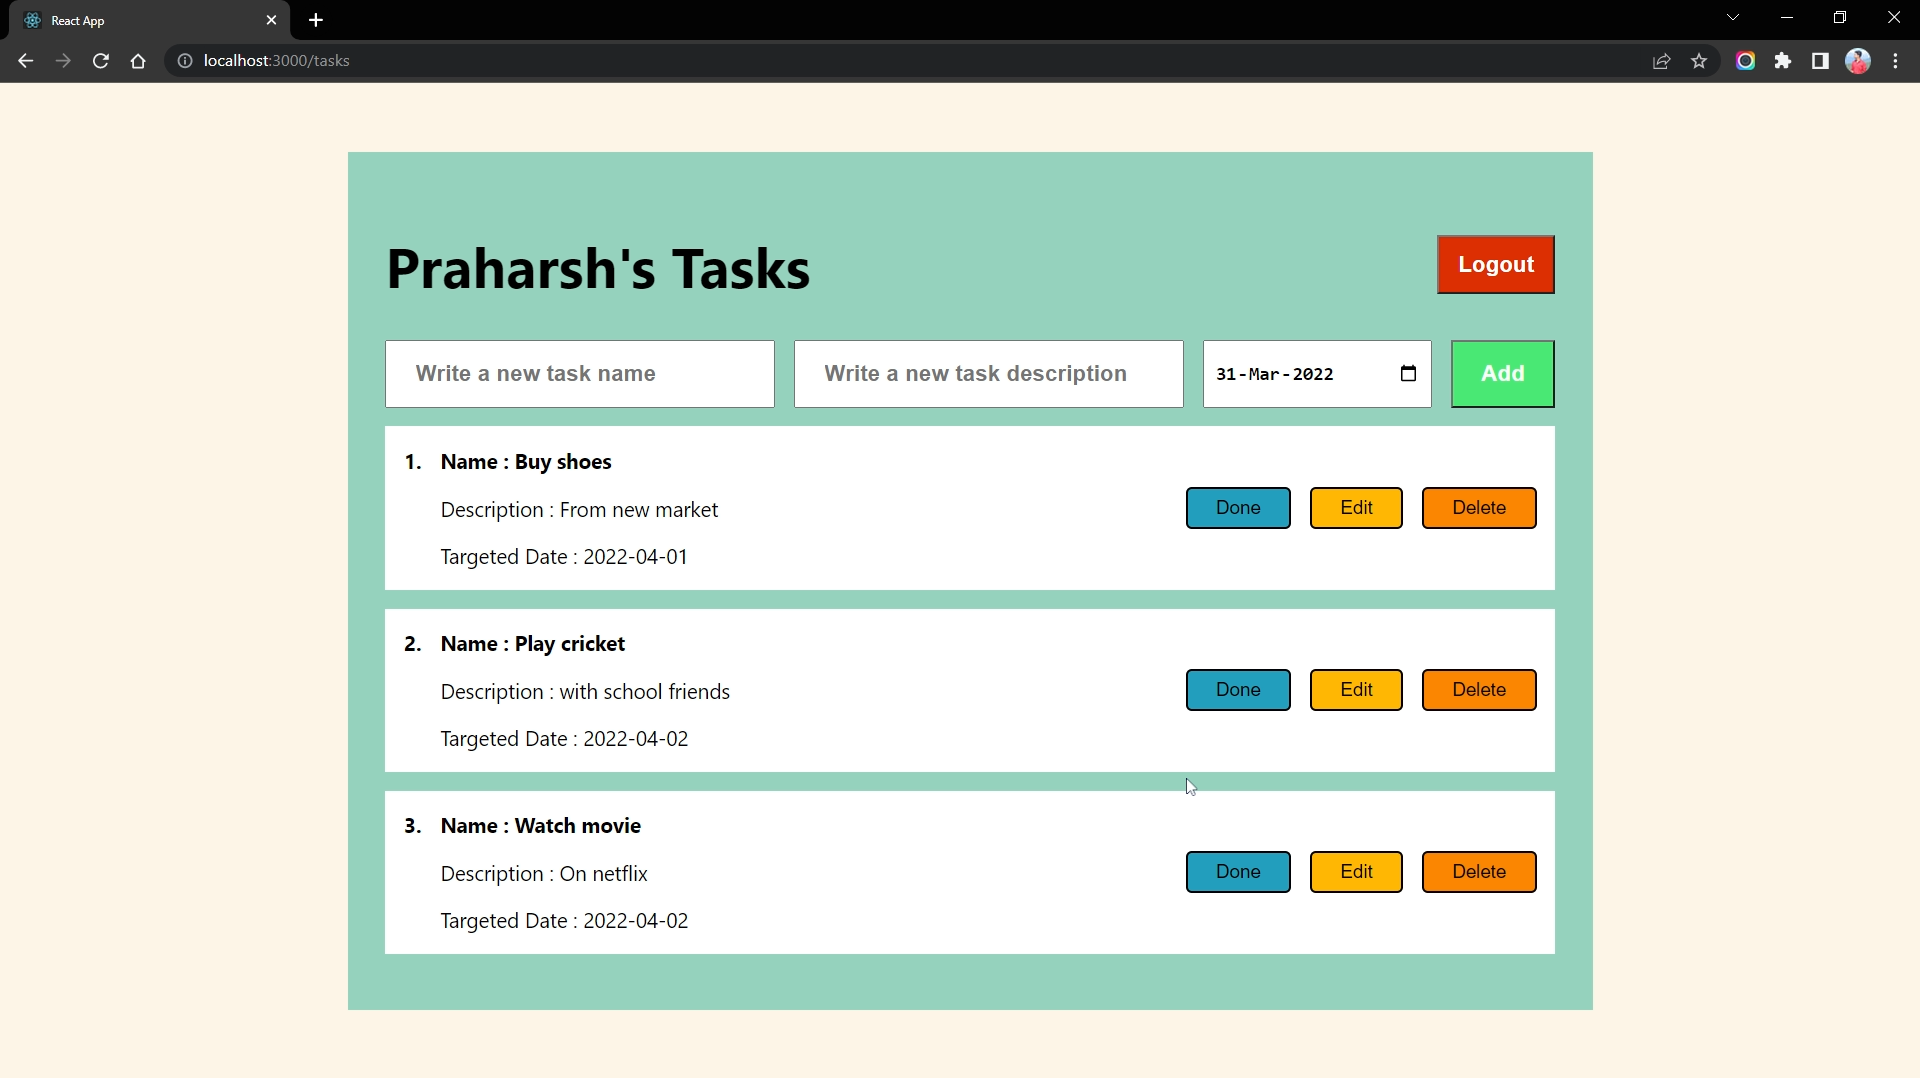 React App
localhost:3000/tasks
Praharsh's Tasks
Logout
Write a new task name
Write a new task description
31-Mar-2022
Add
1. Name : Buy shoes
Description : From new market
Targeted Date : 2022-04-01
Done
Edit
Delete
2. Name : Play cricket
Description : with school friends
Targeted Date : 2022-04-02
Done
Edit
Delete
3. Name : Watch movie
Description : On netflix
Targeted Date : 2022-04-02
Done
Edit
Delete